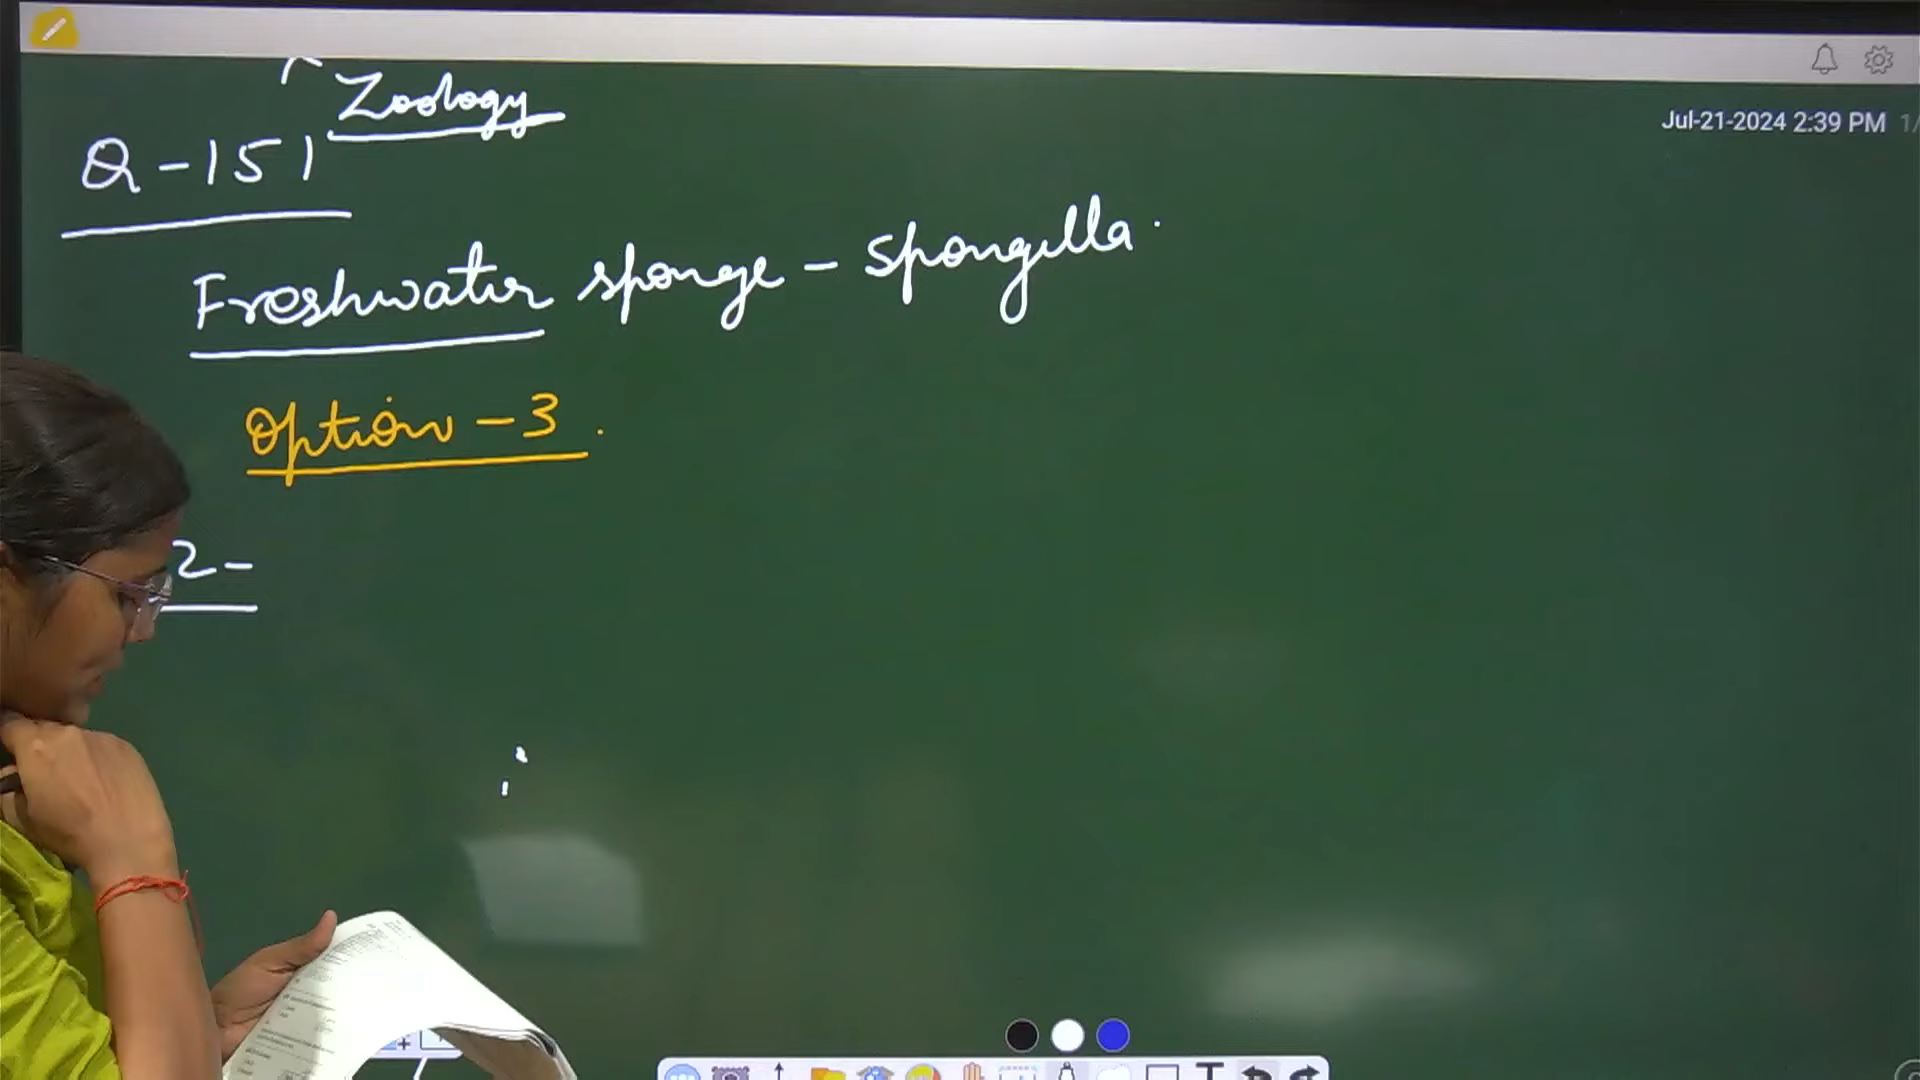 Zoology
Q-151
Jul-21-2024 2:39 PM
Freshwater sponge - spongilla.
Option - 3.
2-